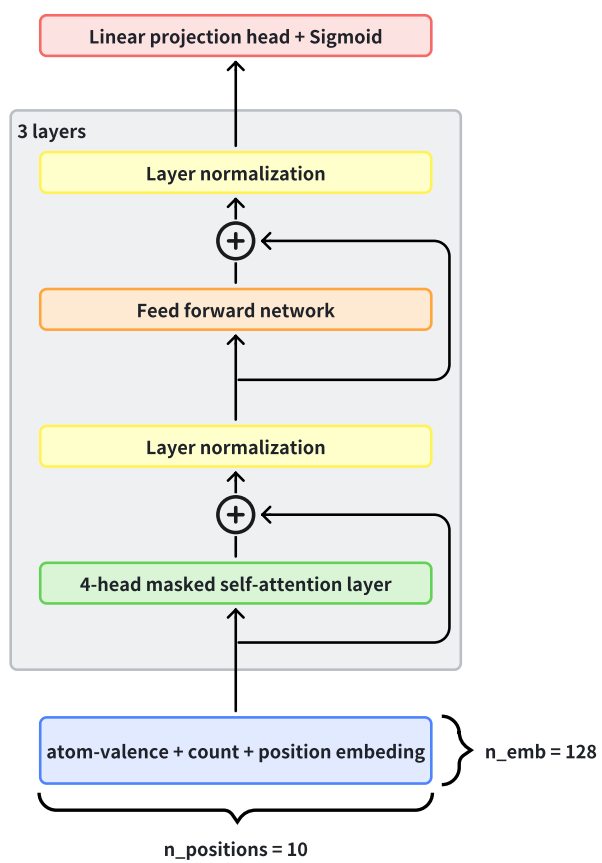 Linear projection head + Sigmoid
3 layers
Layer normalization
+
Feed forward network
Layer normalization
+
4-head masked self-attention layer
atom-valence + count + position embeding
n_emb = 128
n_positions = 10